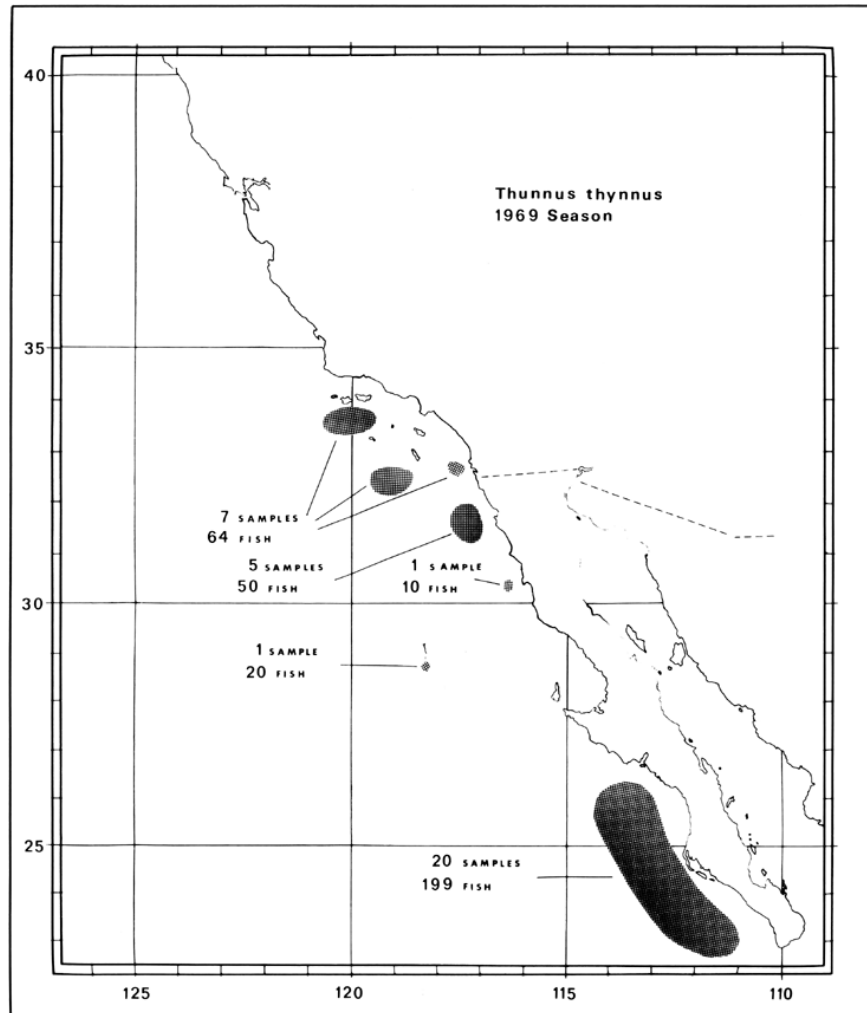 40
Thunnus thynnus
1969 Season
35
7 SAMPLES
64 FISH
5 SAMPLES
50 FISH
1 SAMPLE
10 FISH
30
1 SAMPLE
20 FISH
25
20 SAMPLES
199 FISH
125 120 115 110